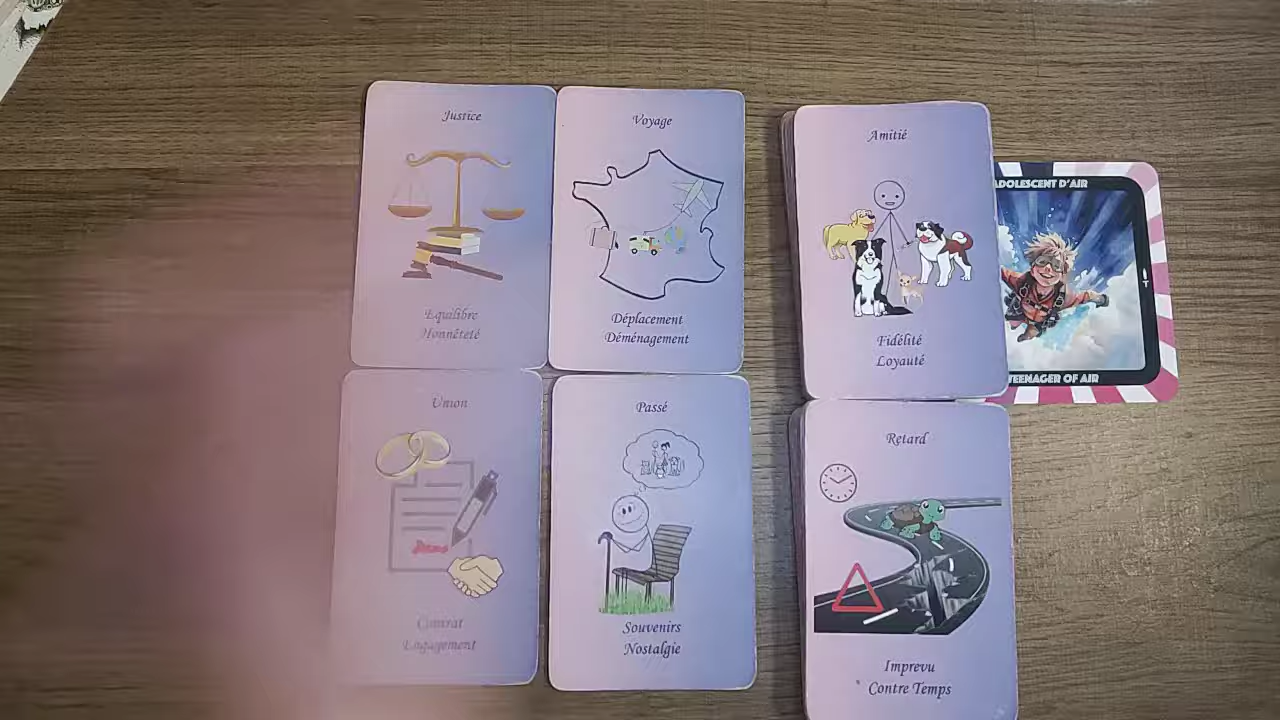 Justice
Equilibre
Honnêteté
Voyage
Déplacement
Déménagement
Amitié
Fidélité
Loyauté
ADOLESCENT D'AIR
TEENAGER OF AIR
Union
Contrat
Engagement
Passé
Souvenirs
Nostalgie
Retard
Imprevu
Contre Temps